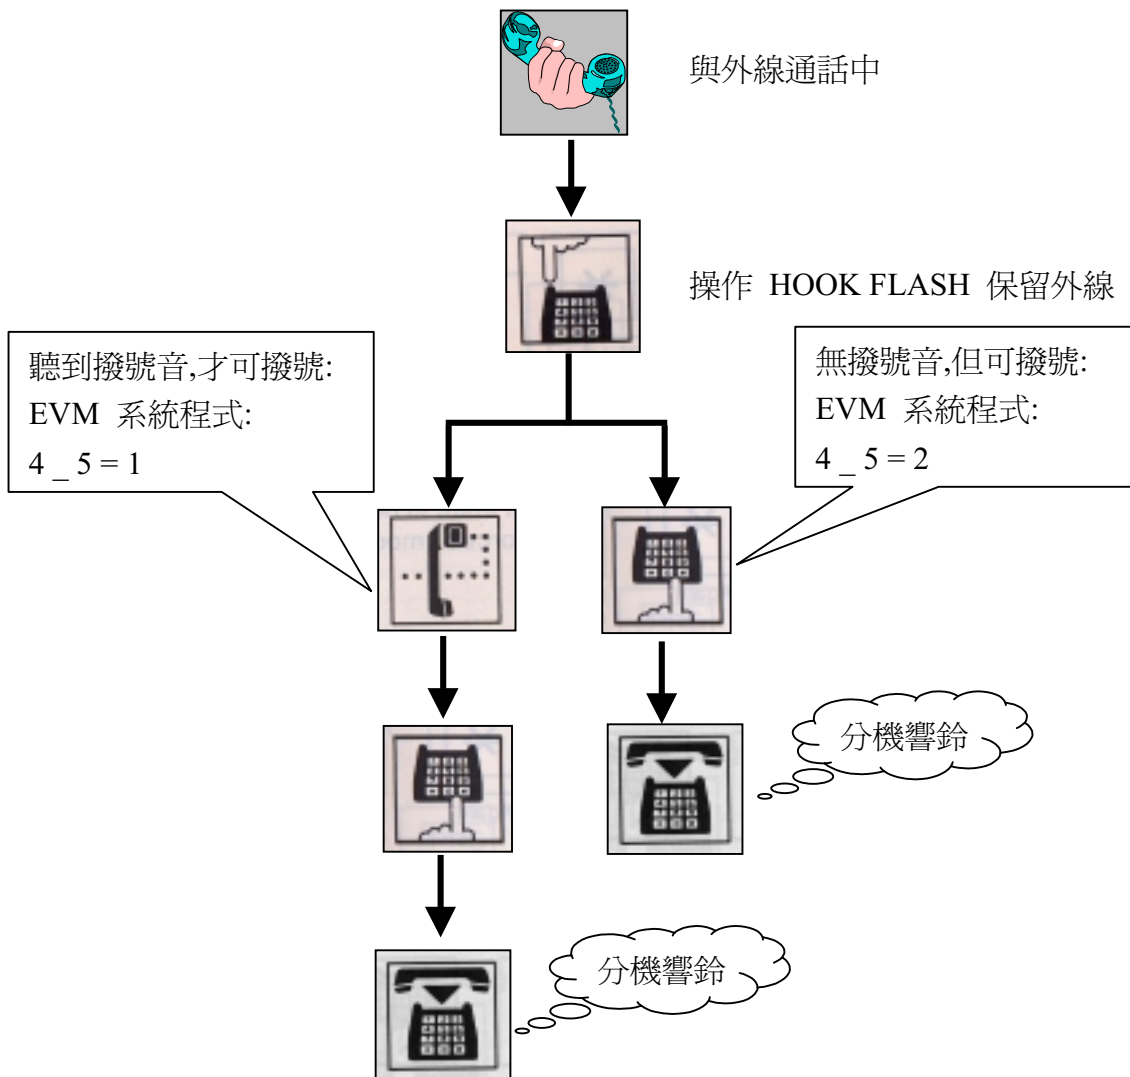 與外線通話中
操作 HOOK FLASH 保留外線
聽到撥號音,才可撥號:
EVM 系統程式:
4 _ 5 = 1
無撥號音,但可撥號:
EVM 系統程式:
4 _ 5 = 2
分機響鈴
分機響鈴